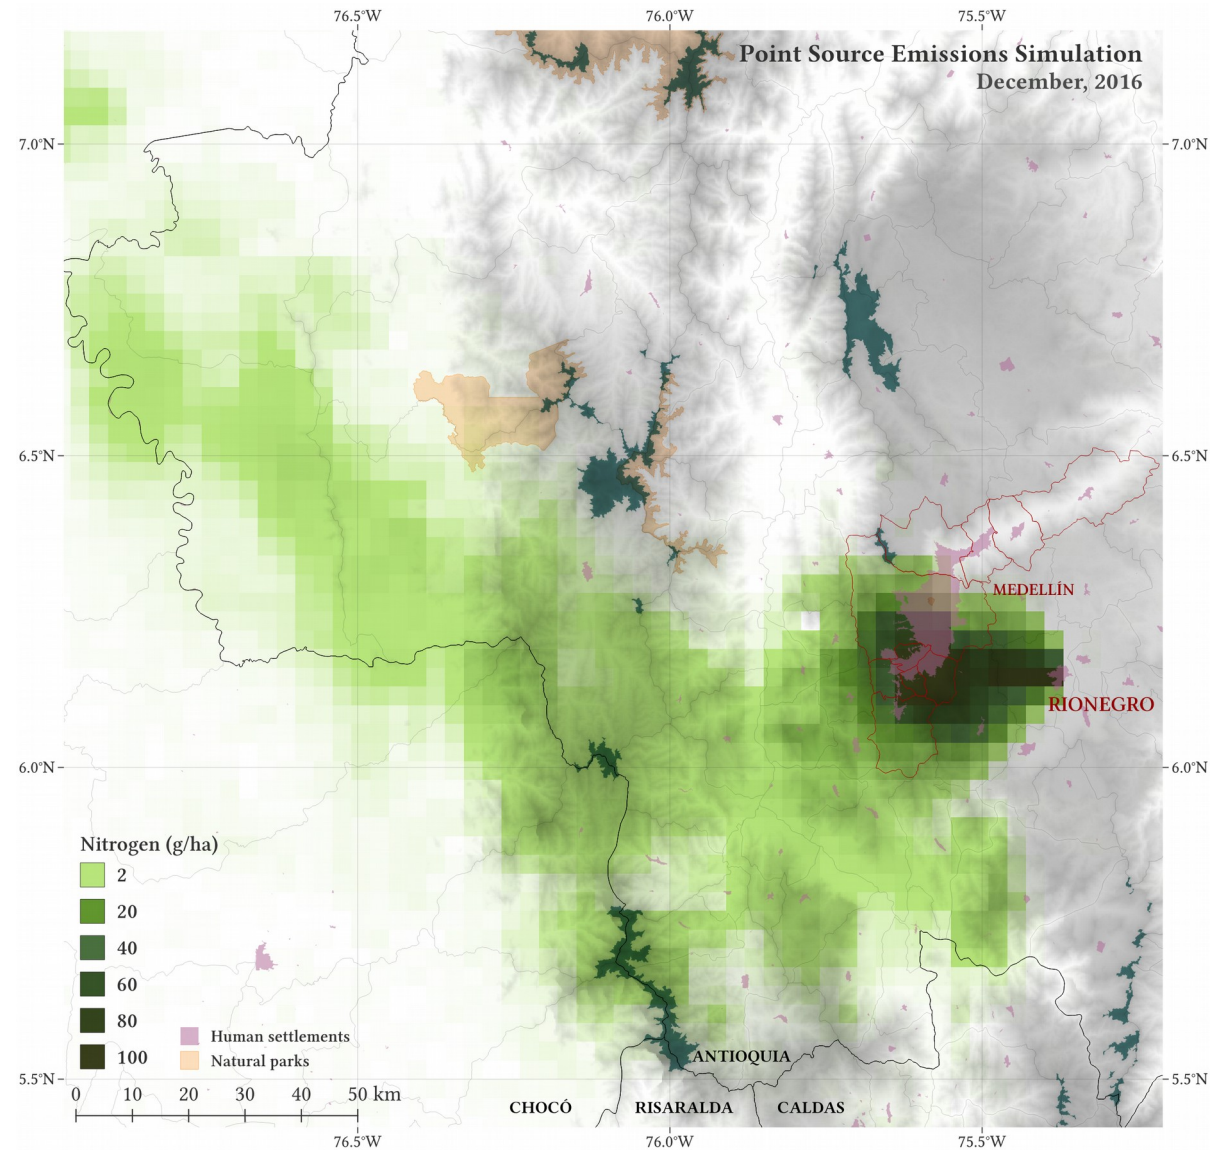 76.5°W 76.0°W 75.5°W
Point Source Emissions Simulation
December, 2016
7.0°N 7.0°N
6.5°N 6.5°N
MEDELLÍN
RIONEGRO
6.0°N 6.0°N
Nitrogen (g/ha)
2
20
40
60
80
100
Human settlements
Natural parks
ANTIOQUIA
5.5°N 5.5°N
0 10 20 30 40 50 km
CHOCÓ RISARALDA CALDAS
76.5°W 76.0°W 75.5°W